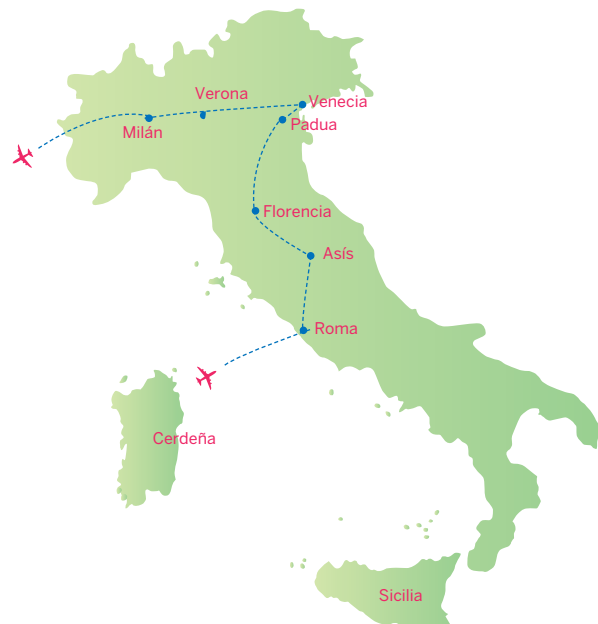 Verona
Venecia
Milán
Padua
Florencia
Asís
Roma
Cerdeña
Sicilia